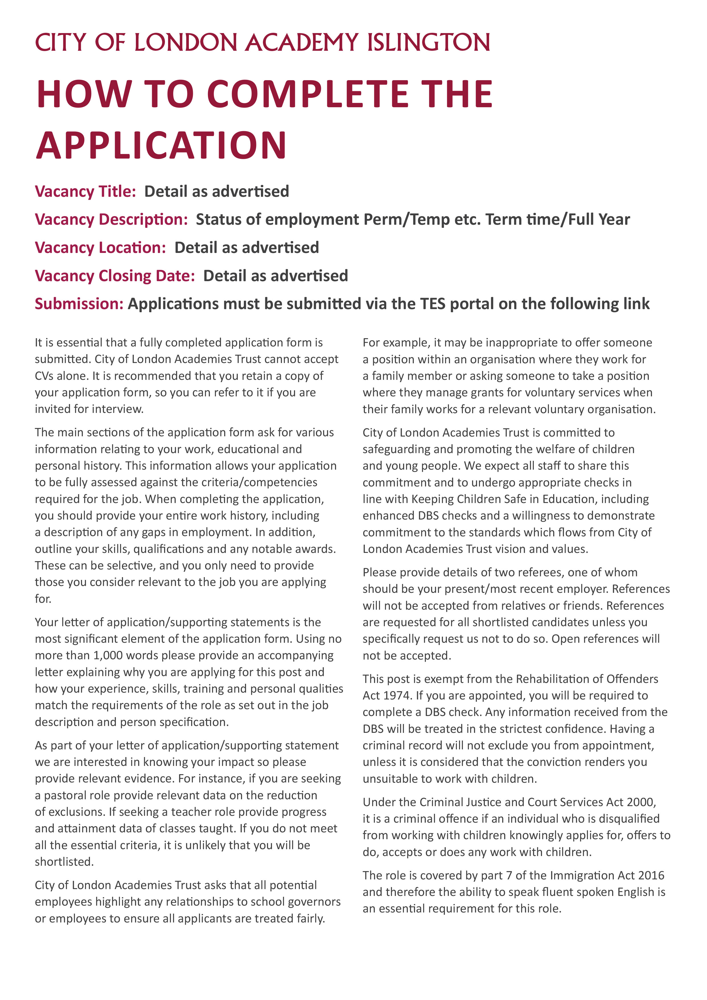 CITY OF LONDON ACADEMY ISLINGTON
HOW TO COMPLETE THE
APPLICATION
Vacancy Title: Detail as advertised
Vacancy Description: Status of employment Perm/Temp etc. Term time/Full Year
Vacancy Location: Detail as advertised
Vacancy Closing Date: Detail as advertised
Submission: Applications must be submitted via the TES portal on the following link
It is essential that a fully completed application form is
submitted. City of London Academies Trust cannot accept
CVs alone. It is recommended that you retain a copy of
your application form, so you can refer to it if you are
invited for interview.
The main sections of the application form ask for various
information relating to your work, educational and
personal history. This information allows your application
to be fully assessed against the criteria/competencies
required for the job. When completing the application,
you should provide your entire work history, including
a description of any gaps in employment. In addition,
outline your skills, qualifications and any notable awards.
These can be selective, and you only need to provide
those you consider relevant to the job you are applying
for.
Your letter of application/supporting statements is the
most significant element of the application form. Using no
more than 1,000 words please provide an accompanying
letter explaining why you are applying for this post and
how your experience, skills, training and personal qualities
match the requirements of the role as set out in the job
description and person specification.
As part of your letter of application/supporting statement
we are interested in knowing your impact so please
provide relevant evidence. For instance, if you are seeking
a pastoral role provide relevant data on the reduction
of exclusions. If seeking a teacher role provide progress
and attainment data of classes taught. If you do not meet
all the essential criteria, it is unlikely that you will be
shortlisted.
City of London Academies Trust asks that all potential
employees highlight any relationships to school governors
or employees to ensure all applicants are treated fairly.
For example, it may be inappropriate to offer someone
a position within an organisation where they work for
a family member or asking someone to take a position
where they manage grants for voluntary services when
their family works for a relevant voluntary organisation.
City of London Academies Trust is committed to
safeguarding and promoting the welfare of children
and young people. We expect all staff to share this
commitment and to undergo appropriate checks in
line with Keeping Children Safe in Education, including
enhanced DBS checks and a willingness to demonstrate
commitment to the standards which flows from City of
London Academies Trust vision and values.
Please provide details of two referees, one of whom
should be your present/most recent employer. References
will not be accepted from relatives or friends. References
are requested for all shortlisted candidates unless you
specifically request us not to do so. Open references will
not be accepted.
This post is exempt from the Rehabilitation of Offenders
Act 1974. If you are appointed, you will be required to
complete a DBS check. Any information received from the
DBS will be treated in the strictest confidence. Having a
criminal record will not exclude you from appointment,
unless it is considered that the conviction renders you
unsuitable to work with children.
Under the Criminal Justice and Court Services Act 2000,
it is a criminal offence if an individual who is disqualified
from working with children knowingly applies for, offers to
do, accepts or does any work with children.
The role is covered by part 7 of the Immigration Act 2016
and therefore the ability to speak fluent spoken English is
an essential requirement for this role.